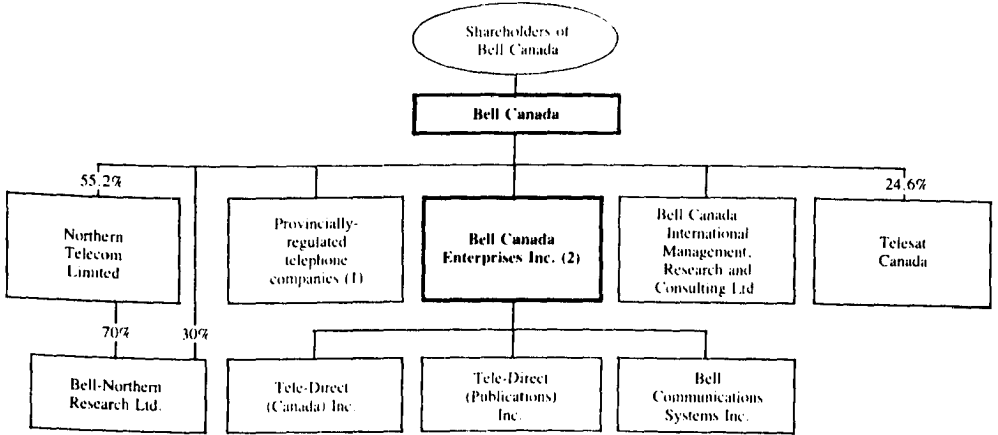 Shareholders of
Bell Canada
Bell Canada
55.2%
24.6%
Northern
Telecom
Limited
Provincially-
regulated
telephone
companies (1)
Bell Canada
Enterprises Inc. (2)
Bell Canada
International
Management,
Research and
Consulting Ltd
Telesat
Canada
70%
30%
Bell-Northern
Research Ltd.
Tele-Direct
(Canada) Inc.
Tele-Direct
(Publications)
Inc.
Bell
Communications
Systems Inc.